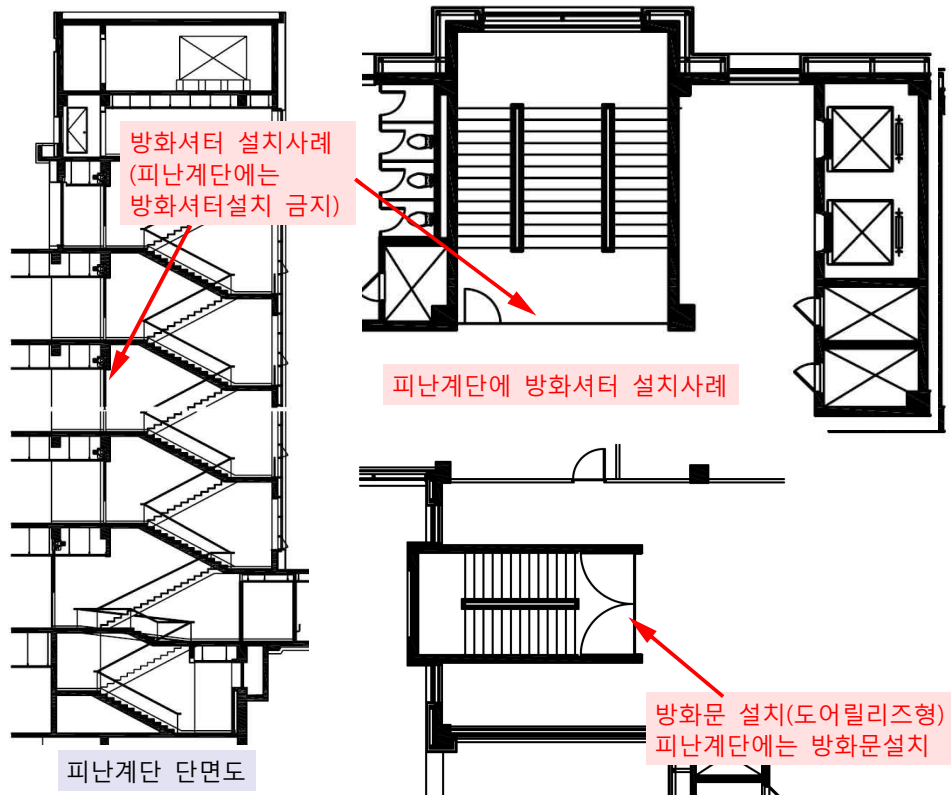 방화셔터 설치사례
(피난계단에는
방화셔터설치 금지)
피난계단에 방화셔터 설치사례
방화문 설치(도어릴리즈형)
피난계단에는 방화문설치
피난계단 단면도